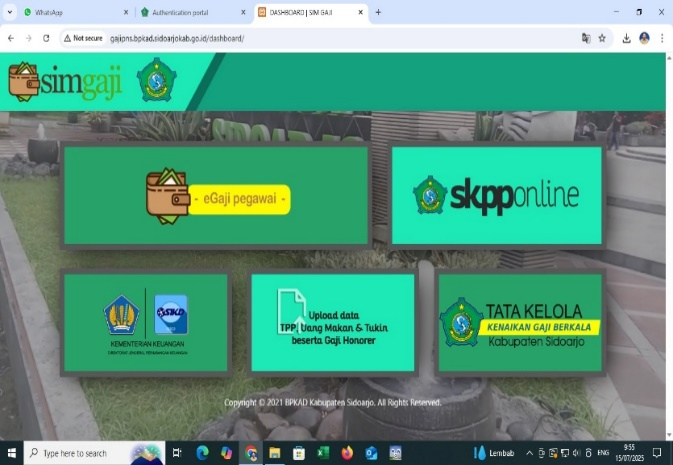 WhatsApp
Authentication portal
DASHBOARD | SIM GAJI
Not secure
gajipns.bpkad.sidoarjokab.go.id/dashboard/
simgaji
- eGaji pegawai -
skpponline
KEMENTERIAN KEUANGAN
DIREKTORAT JENDERAL PERIMBANGAN KEUANGAN
SIKD
Upload data
TPP, Uang Makan & Tukin
beserta Gaji Honorer
TATA KELOLA
KENAIKAN GAJI BERKALA
Kabupaten Sidoarjo
Copyright © 2021 BPKAD Kabupaten Sidoarjo. All Rights Reserved.
Type here to search
Lembab
ENG
9:55
15/07/2025